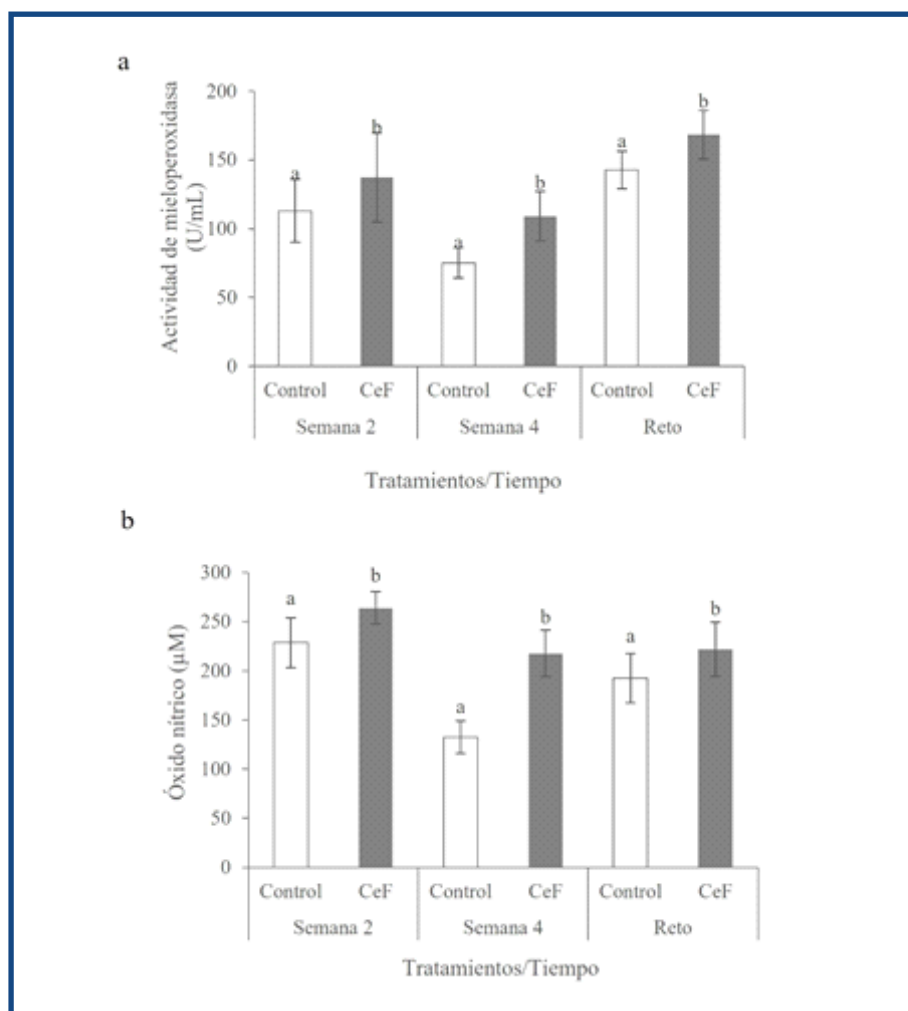 a
Actividad de mieloperoxidasa
(U/mL)
200
150
100
50
0
a
b
a
b
a
b
Control CeF Control CeF Control CeF
Semana 2 Semana 4 Reto
Tratamientos/Tiempo
b
Óxido nítrico (µM)
300
250
200
150
100
50
0
a
b
a
b
a
b
Control CeF Control CeF Control CeF
Semana 2 Semana 4 Reto
Tratamientos/Tiempo